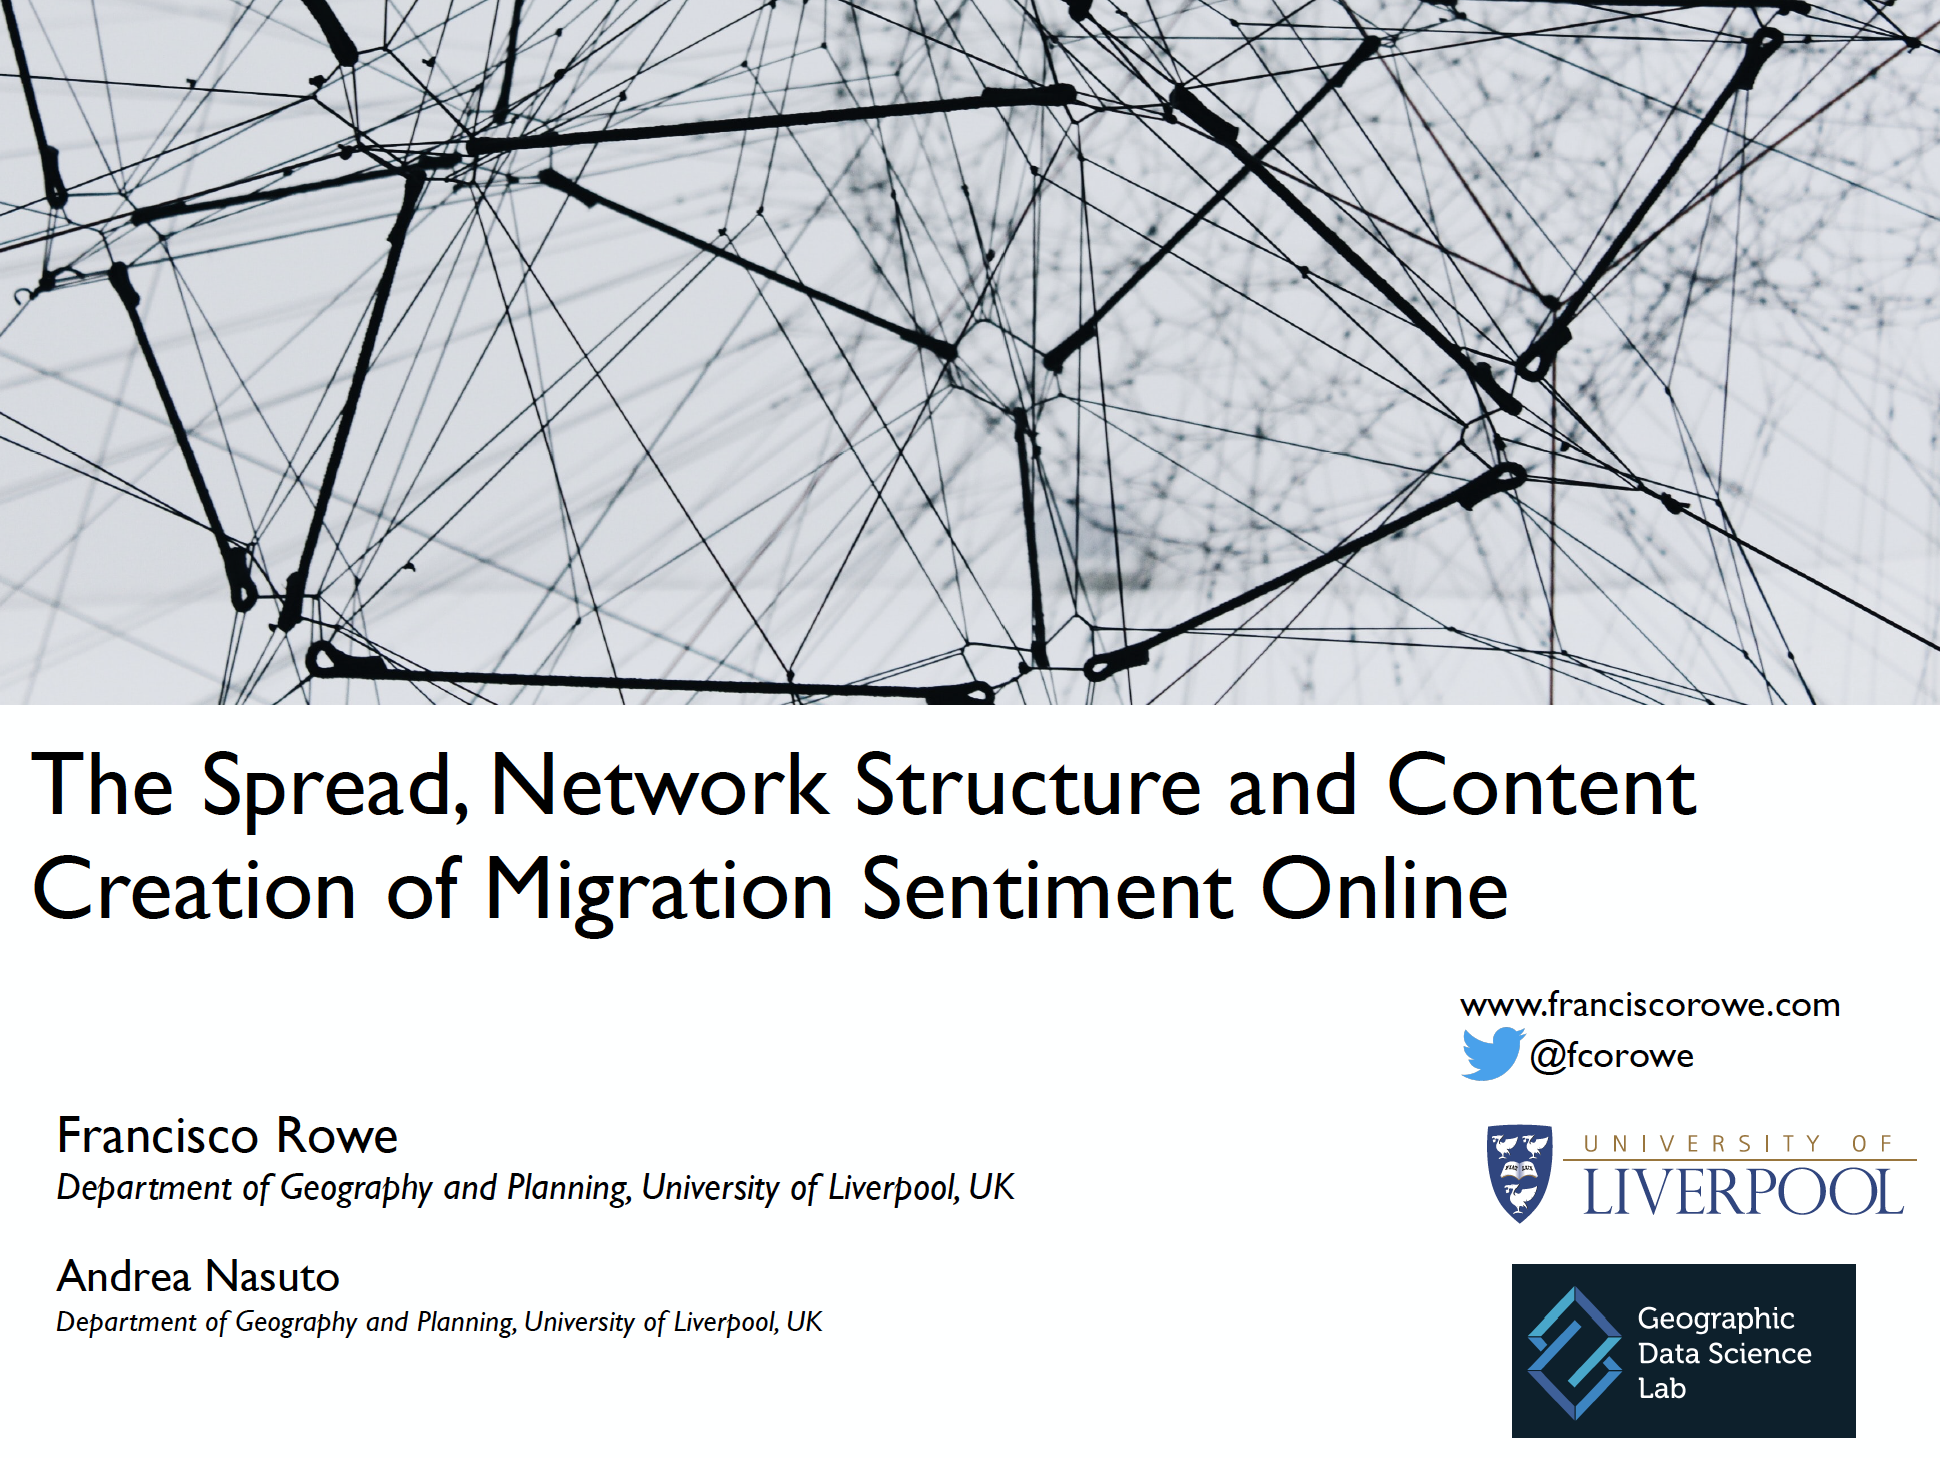 The Spread, Network Structure and Content
Creation of Migration Sentiment Online
www.franciscorowe.com
@fcorowe
Francisco Rowe
Department of Geography and Planning, University of Liverpool, UK
Andrea Nasuto
Department of Geography and Planning, University of Liverpool, UK
UNIVERSITY OF
LIVERPOOL
FIAT LUX
Geographic
Data Science
Lab